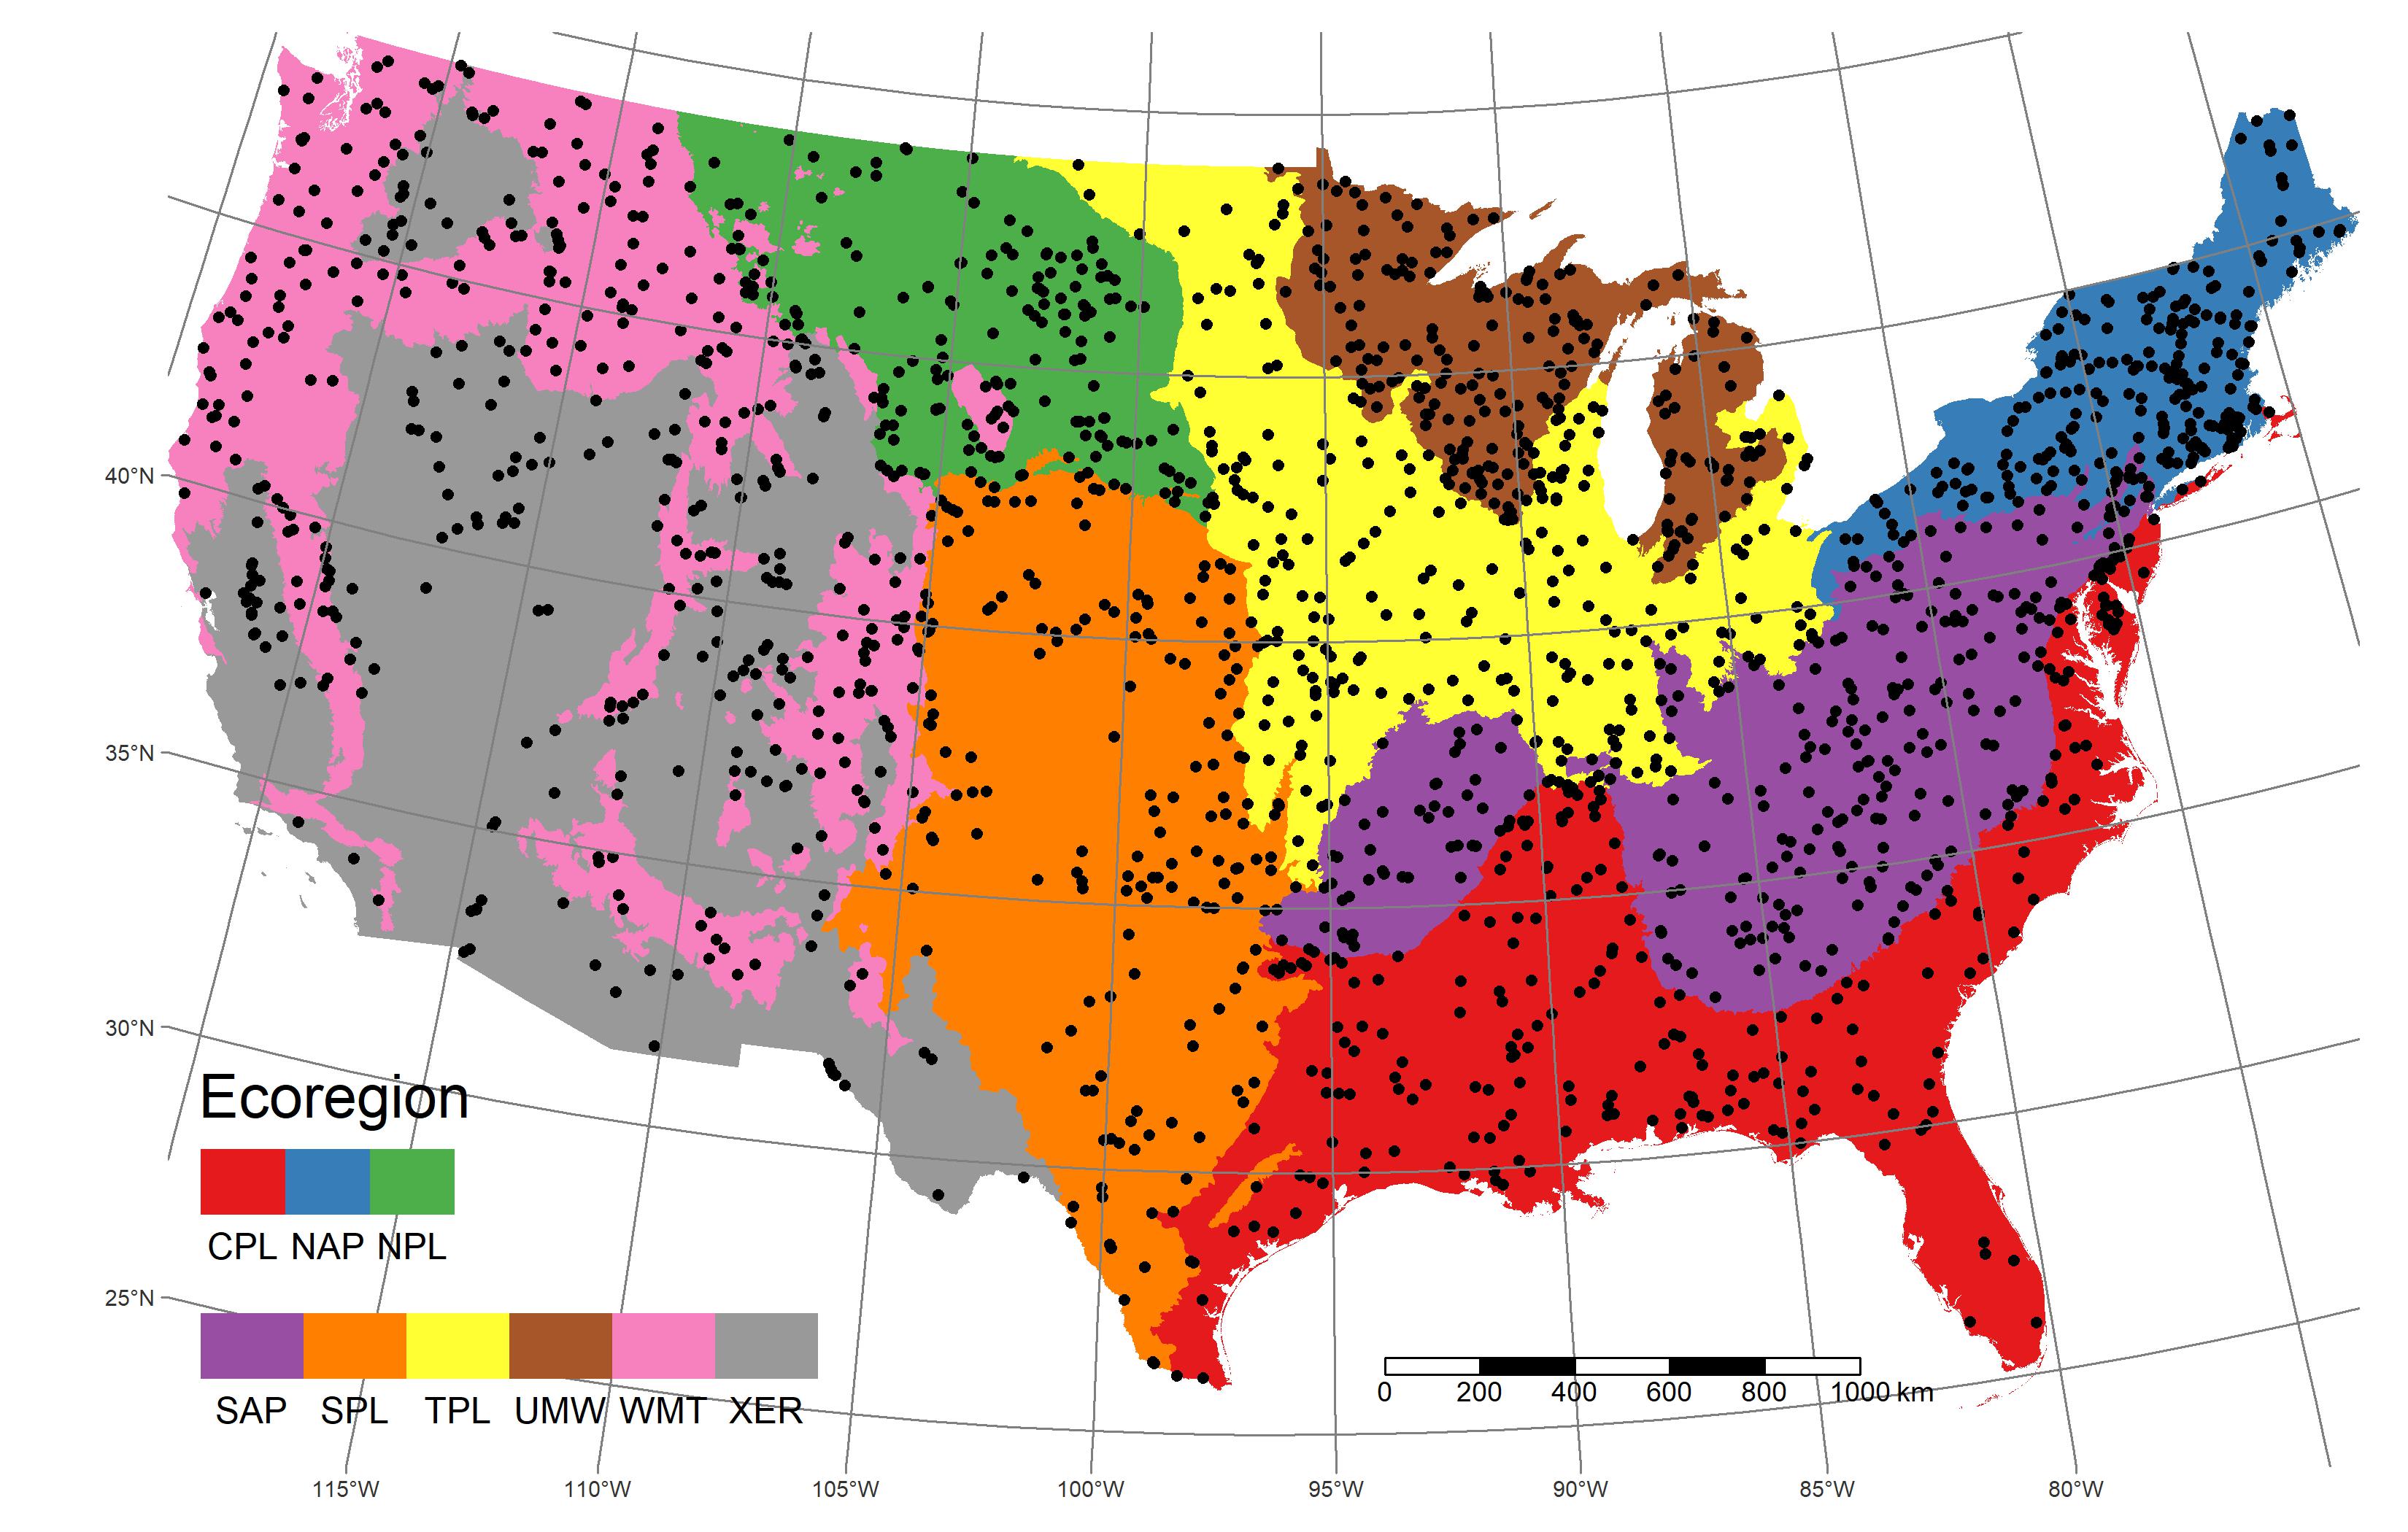 40°N
35°N
30°N
25°N
Ecoregion
CPL NAP NPL
SAP SPL TPL UMW WMT XER
0 200 400 600 800 1000 km
115°W 110°W 105°W 100°W 95°W 90°W 85°W 80°W